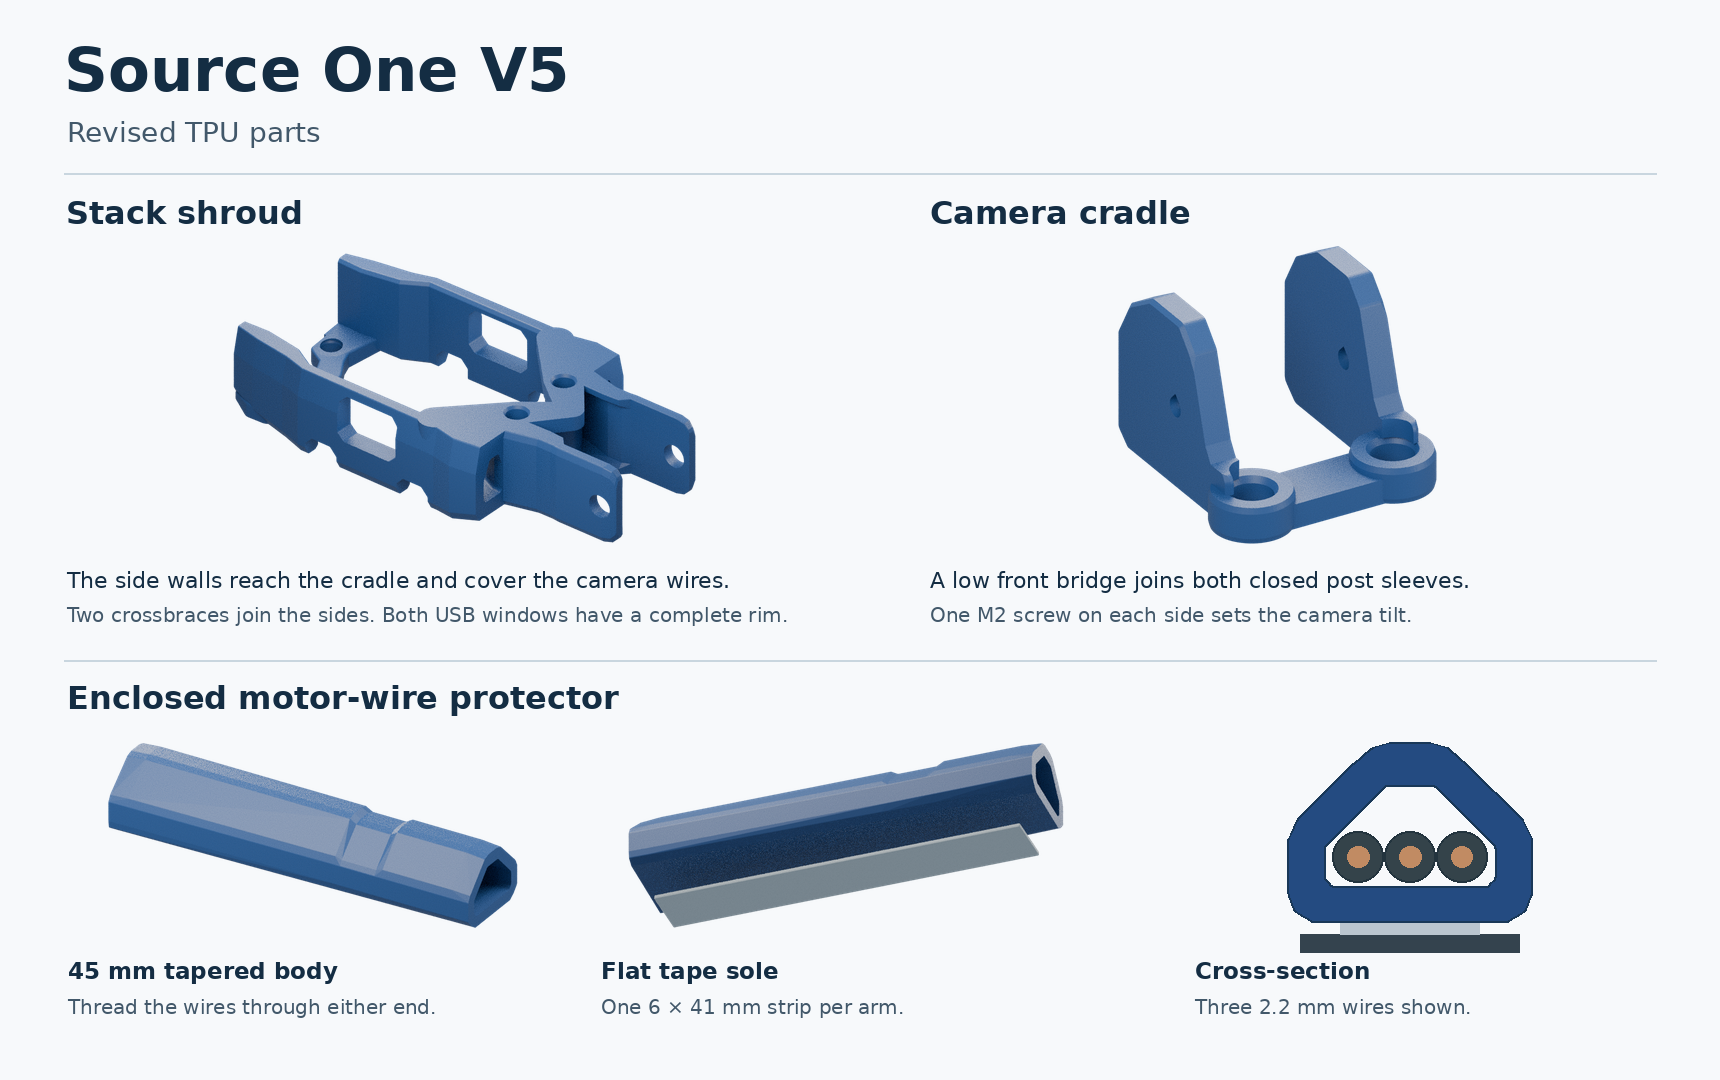 Source One V5
Revised TPU parts
Stack shroud
Camera cradle
The side walls reach the cradle and cover the camera wires.
Two crossbraces join the sides. Both USB windows have a complete rim.
A low front bridge joins both closed post sleeves.
One M2 screw on each side sets the camera tilt.
Enclosed motor-wire protector
45 mm tapered body
Thread the wires through either end.
Flat tape sole
One 6 × 41 mm strip per arm.
Cross-section
Three 2.2 mm wires shown.